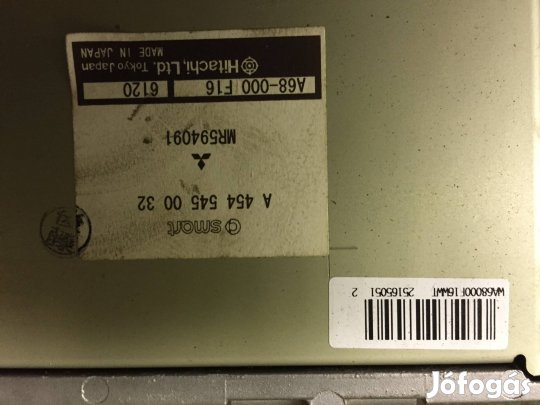 smart
A 454 545 00 32
MR594091
A68-000 F16 6120
Hitachi, Ltd. Tokyo Japan
MADE IN JAPAN
WA68000F16WWT 25165051 2
Jófogás